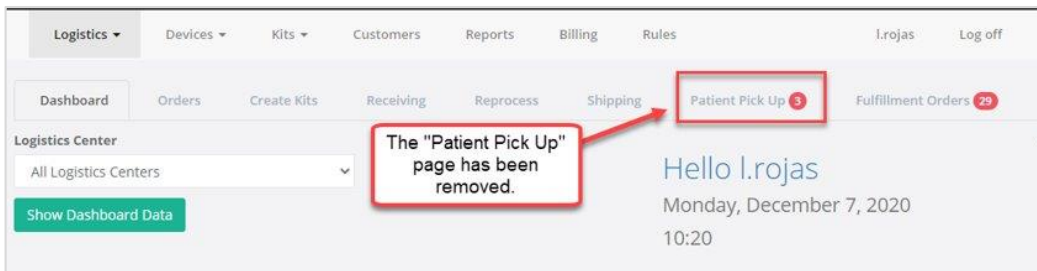 Logistics Devices Kits Customers Reports Billing Rules l.rojas Log off
Dashboard Orders Create Kits Receiving Reprocess Shipping Patient Pick Up 3 Fulfillment Orders 29
Logistics Center
All Logistics Centers
Show Dashboard Data
The "Patient Pick Up"
page has been
removed.
Hello l.rojas
Monday, December 7, 2020
10:20